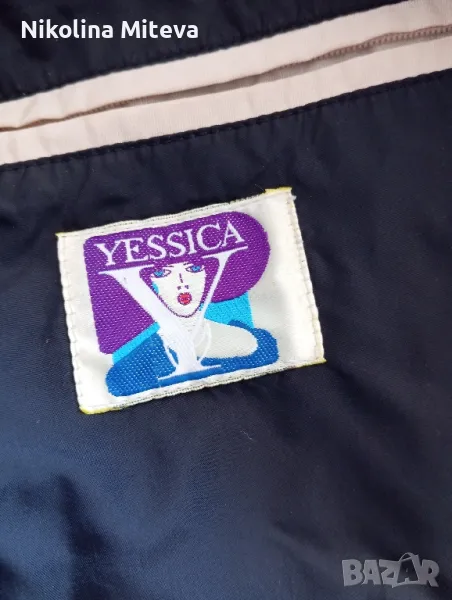 Nikolina Miteva
YESSICA
Y
BAZAR